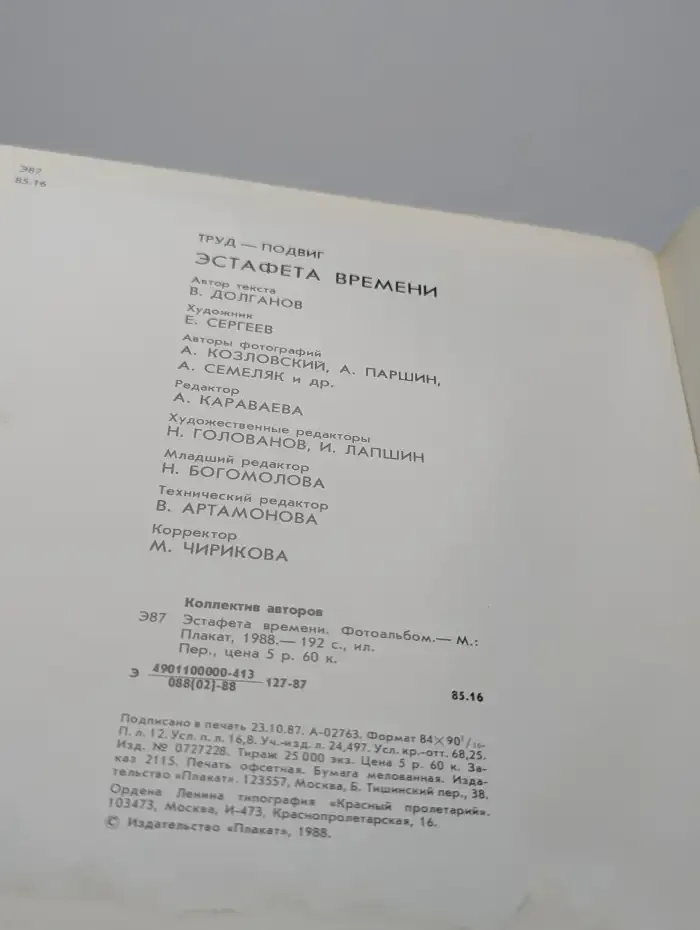 Э87
85.16
ТРУД — ПОДВИГ
ЭСТАФЕТА ВРЕМЕНИ
Автор текста
В. ДОЛГАНОВ
Художник
Е. СЕРГЕЕВ
Авторы фотографий
А. КОЗЛОВСКИЙ, А. ПАРШИН,
А. СЕМЕЛЯК и др.
Редактор
А. КАРАВАЕВА
Художественные редакторы
Н. ГОЛОВАНОВ, И. ЛАПШИН
Младший редактор
Н. БОГОМОЛОВА
Технический редактор
В. АРТАМОНОВА
Корректор
М. ЧИРИКОВА
Коллектив авторов
Э87 Эстафета времени. Фотоальбом.— М.:
Плакат, 1988.— 192 с., ил.
Пер., цена 5 р. 60 к.
Э 4901100000-413
088(02)-88 127-87
85.16
Подписано в печать 23.10.87. А-02763. Формат 84×90¹/₁₆.
П. л. 12. Усл. п. л. 16,8. Уч.-изд. л. 24,497. Усл. кр.-отт. 68,25.
Изд. № 0727228. Тираж 25 000 экз. Цена 5 р. 60 к. За-
каз 2115. Печать офсетная. Бумага мелованная. Изда-
тельство «Плакат». 123557, Москва, Б. Тишинский пер., 38.
Ордена Ленина типография «Красный пролетарий».
103473, Москва, И-473, Краснопролетарская, 16.
© Издательство «Плакат», 1988.